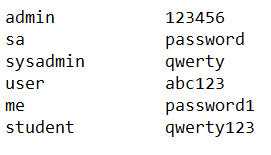 admin 123456
sa password
sysadmin qwerty
user abc123
me password1
student qwerty123